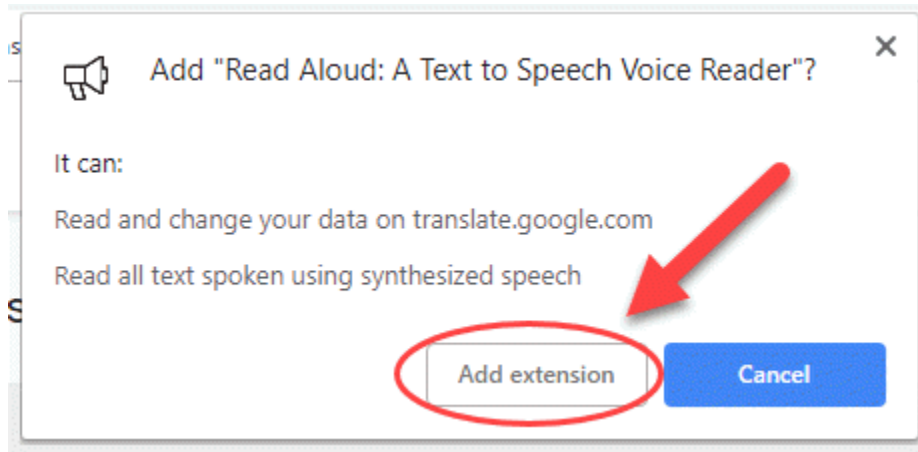 Add "Read Aloud: A Text to Speech Voice Reader"?
It can:
Read and change your data on translate.google.com
Read all text spoken using synthesized speech
Add extension
Cancel